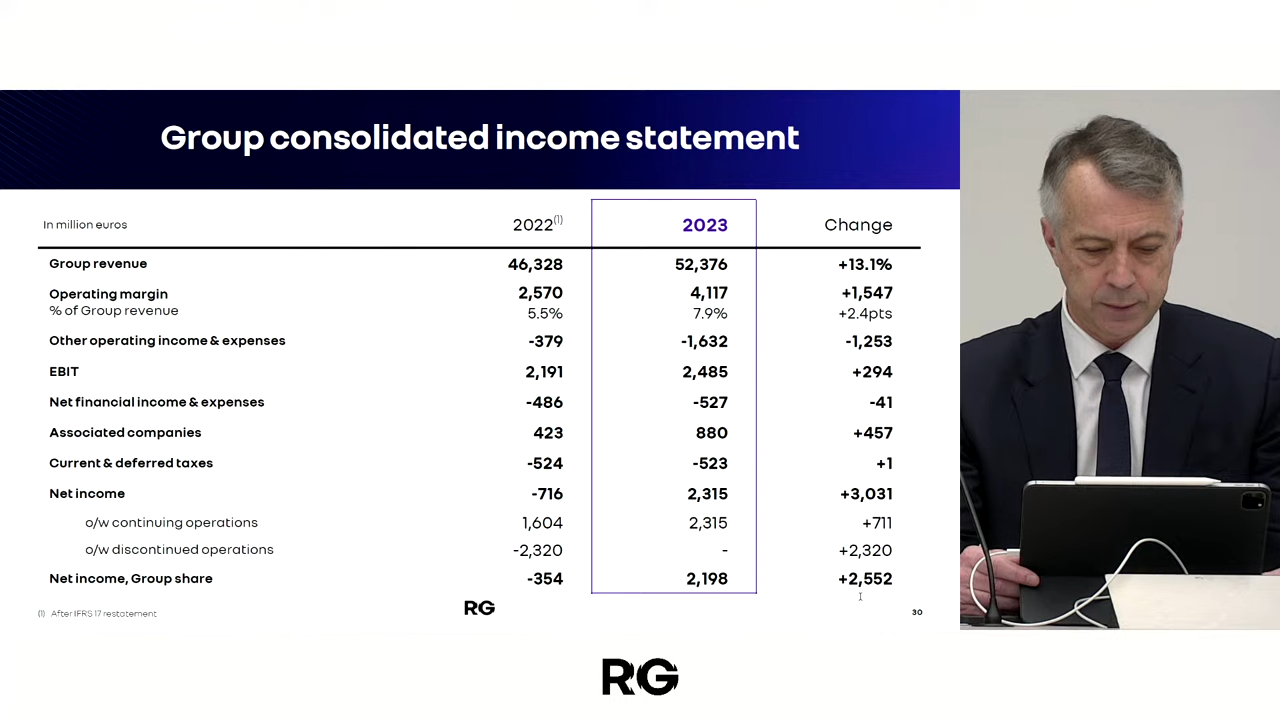 Group consolidated income statement
In million euros 2022(1) 2023 Change
Group revenue 46,328 52,376 +13.1%
Operating margin 2,570 4,117 +1,547
% of Group revenue 5.5% 7.9% +2.4pts
Other operating income & expenses -379 -1,632 -1,253
EBIT 2,191 2,485 +294
Net financial income & expenses -486 -527 -41
Associated companies 423 880 +457
Current & deferred taxes -524 -523 +1
Net income -716 2,315 +3,031
o/w continuing operations 1,604 2,315 +711
o/w discontinued operations -2,320 - +2,320
Net income, Group share -354 2,198 +2,552
(1) After IFRS 17 restatement
RG
30
RG